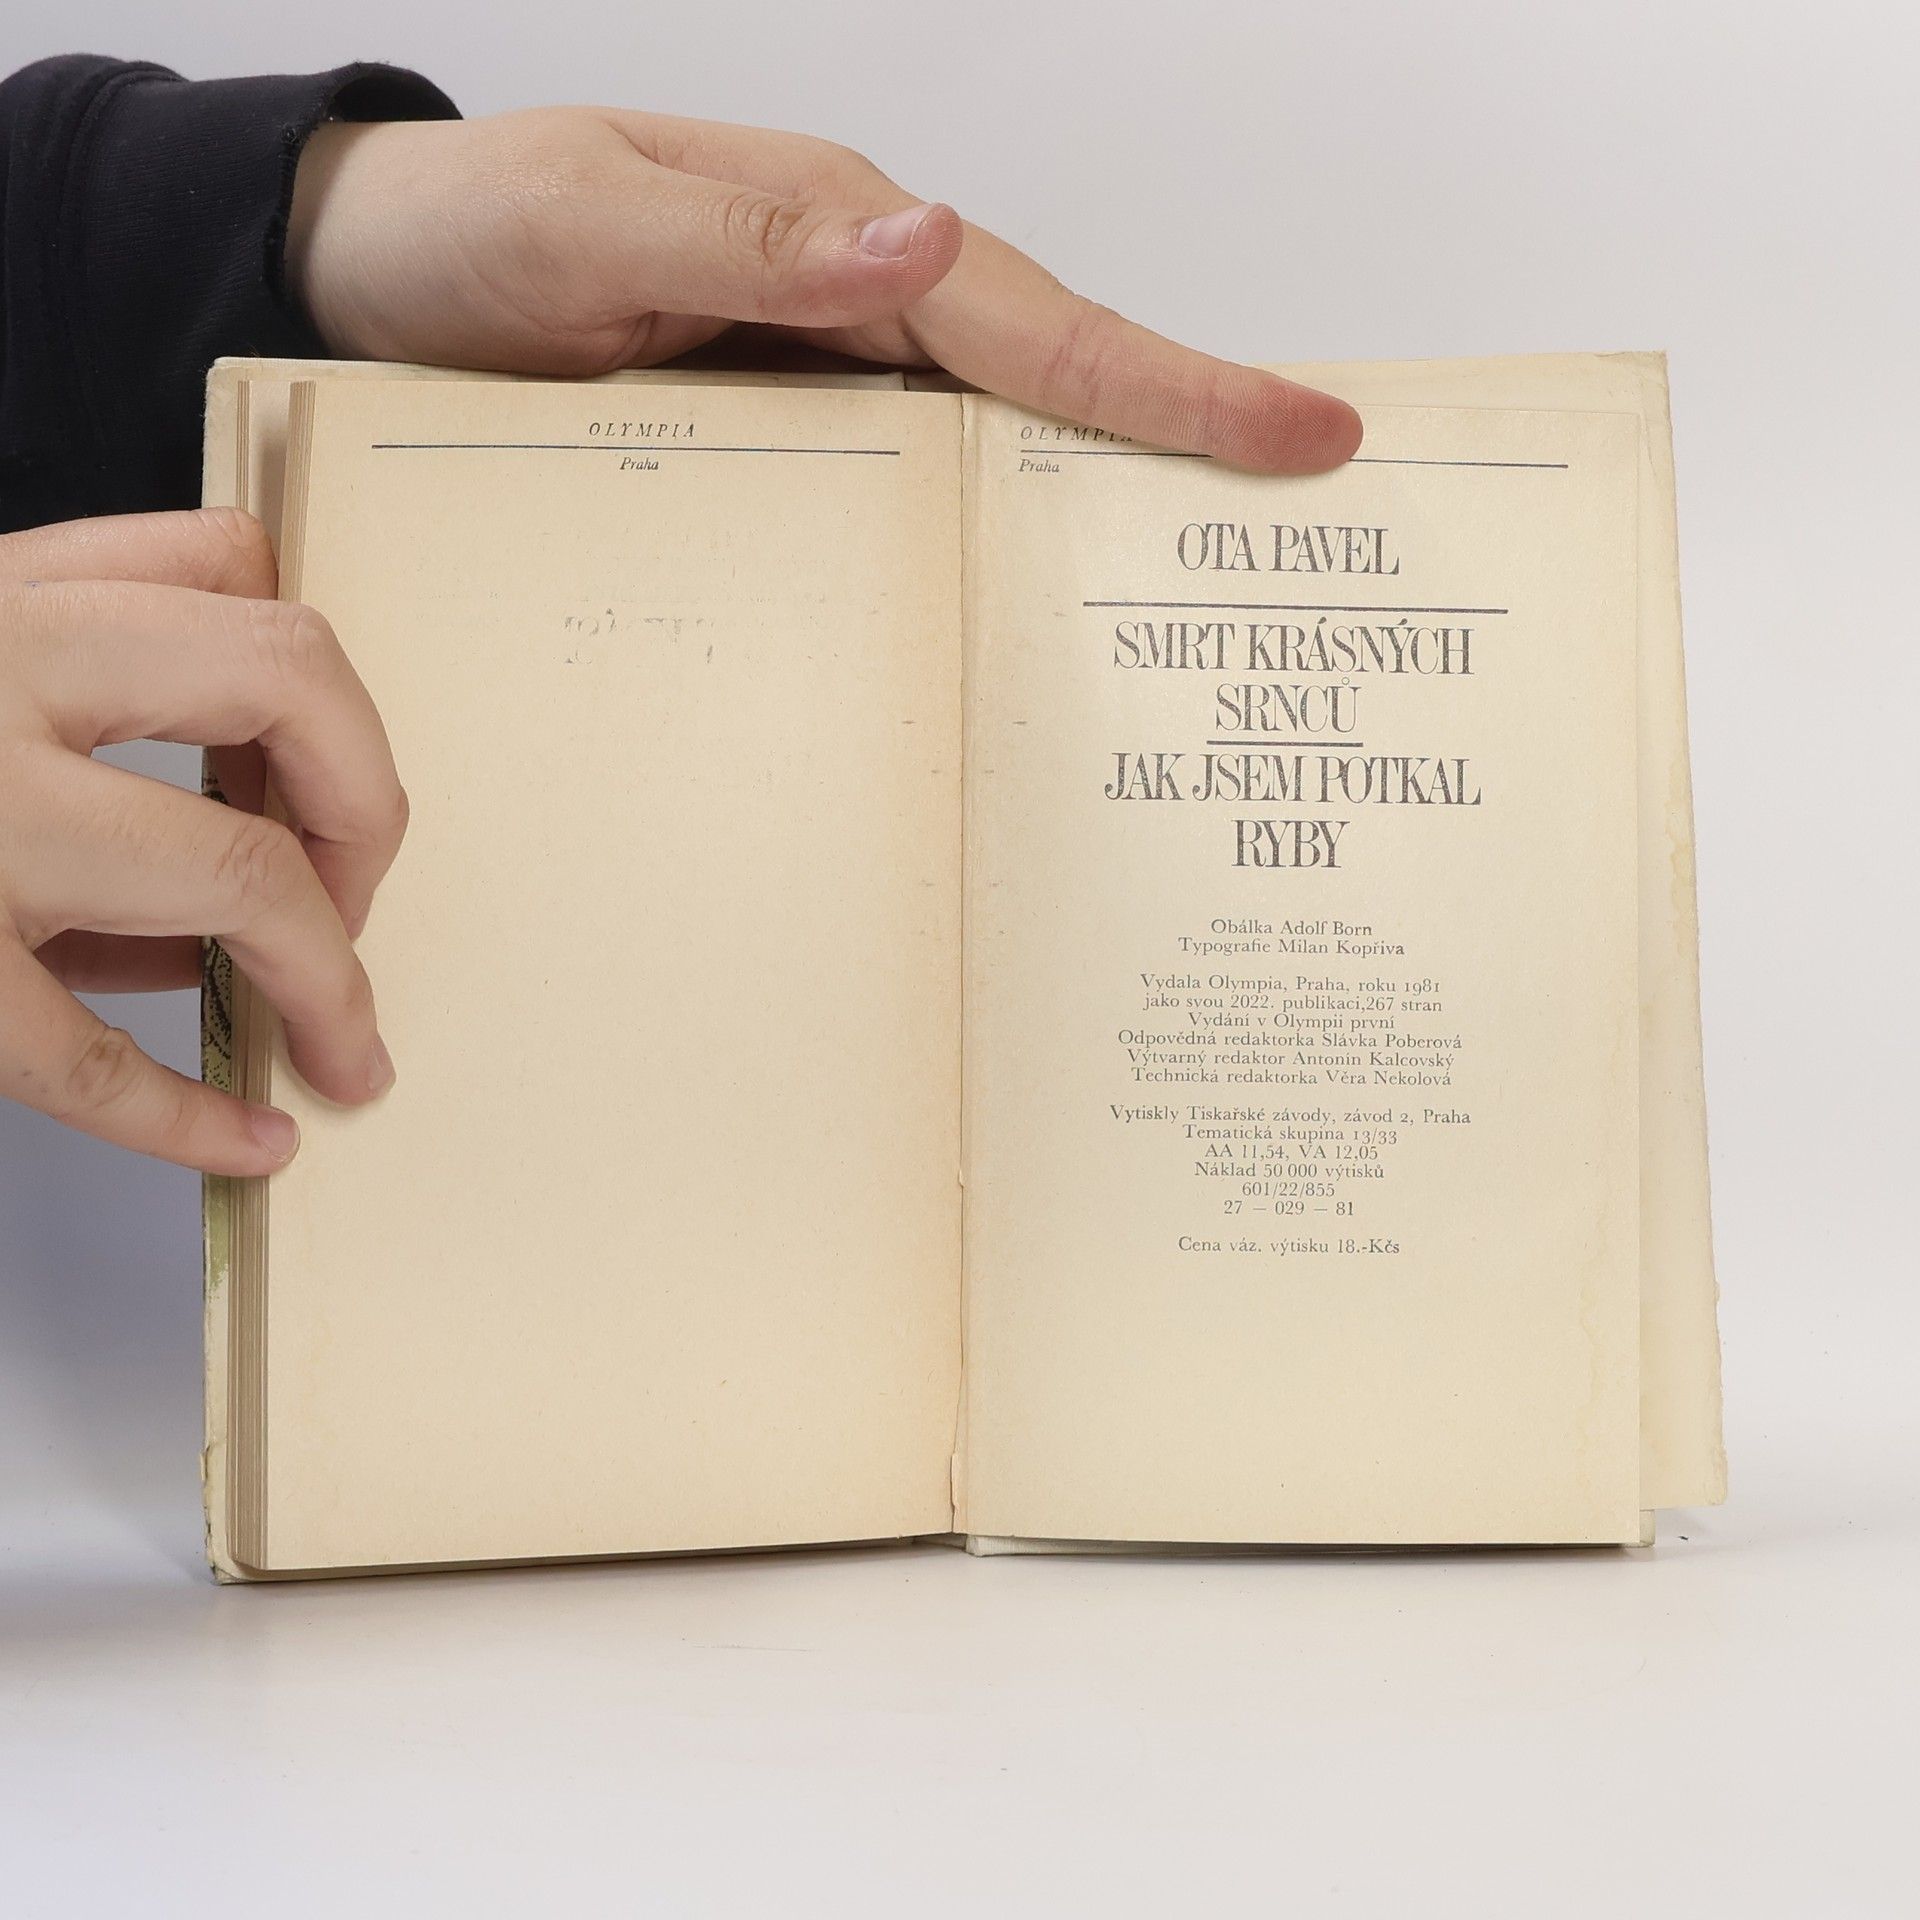 OLYMPIA
Praha
OLYMPIA
Praha
OTA PAVEL
SMRT KRÁSNÝCH
SRNCŮ
JAK JSEM POTKAL
RYBY
Obálka Adolf Born
Typografie Milan Kopřiva
Vydala Olympia, Praha, roku 1981
jako svou 2022. publikaci,267 stran
Vydání v Olympii první
Odpovědná redaktorka Slávka Poberová
Výtvarný redaktor Antonín Kalcovský
Technická redaktorka Věra Nekolová
Vytiskly Tiskařské závody, závod 2, Praha
Tematická skupina 13/33
AA 11,54, VA 12,05
Náklad 50 000 výtisků
601/22/855
27 — 029 — 81
Cena váz. výtisku 18.-Kčs